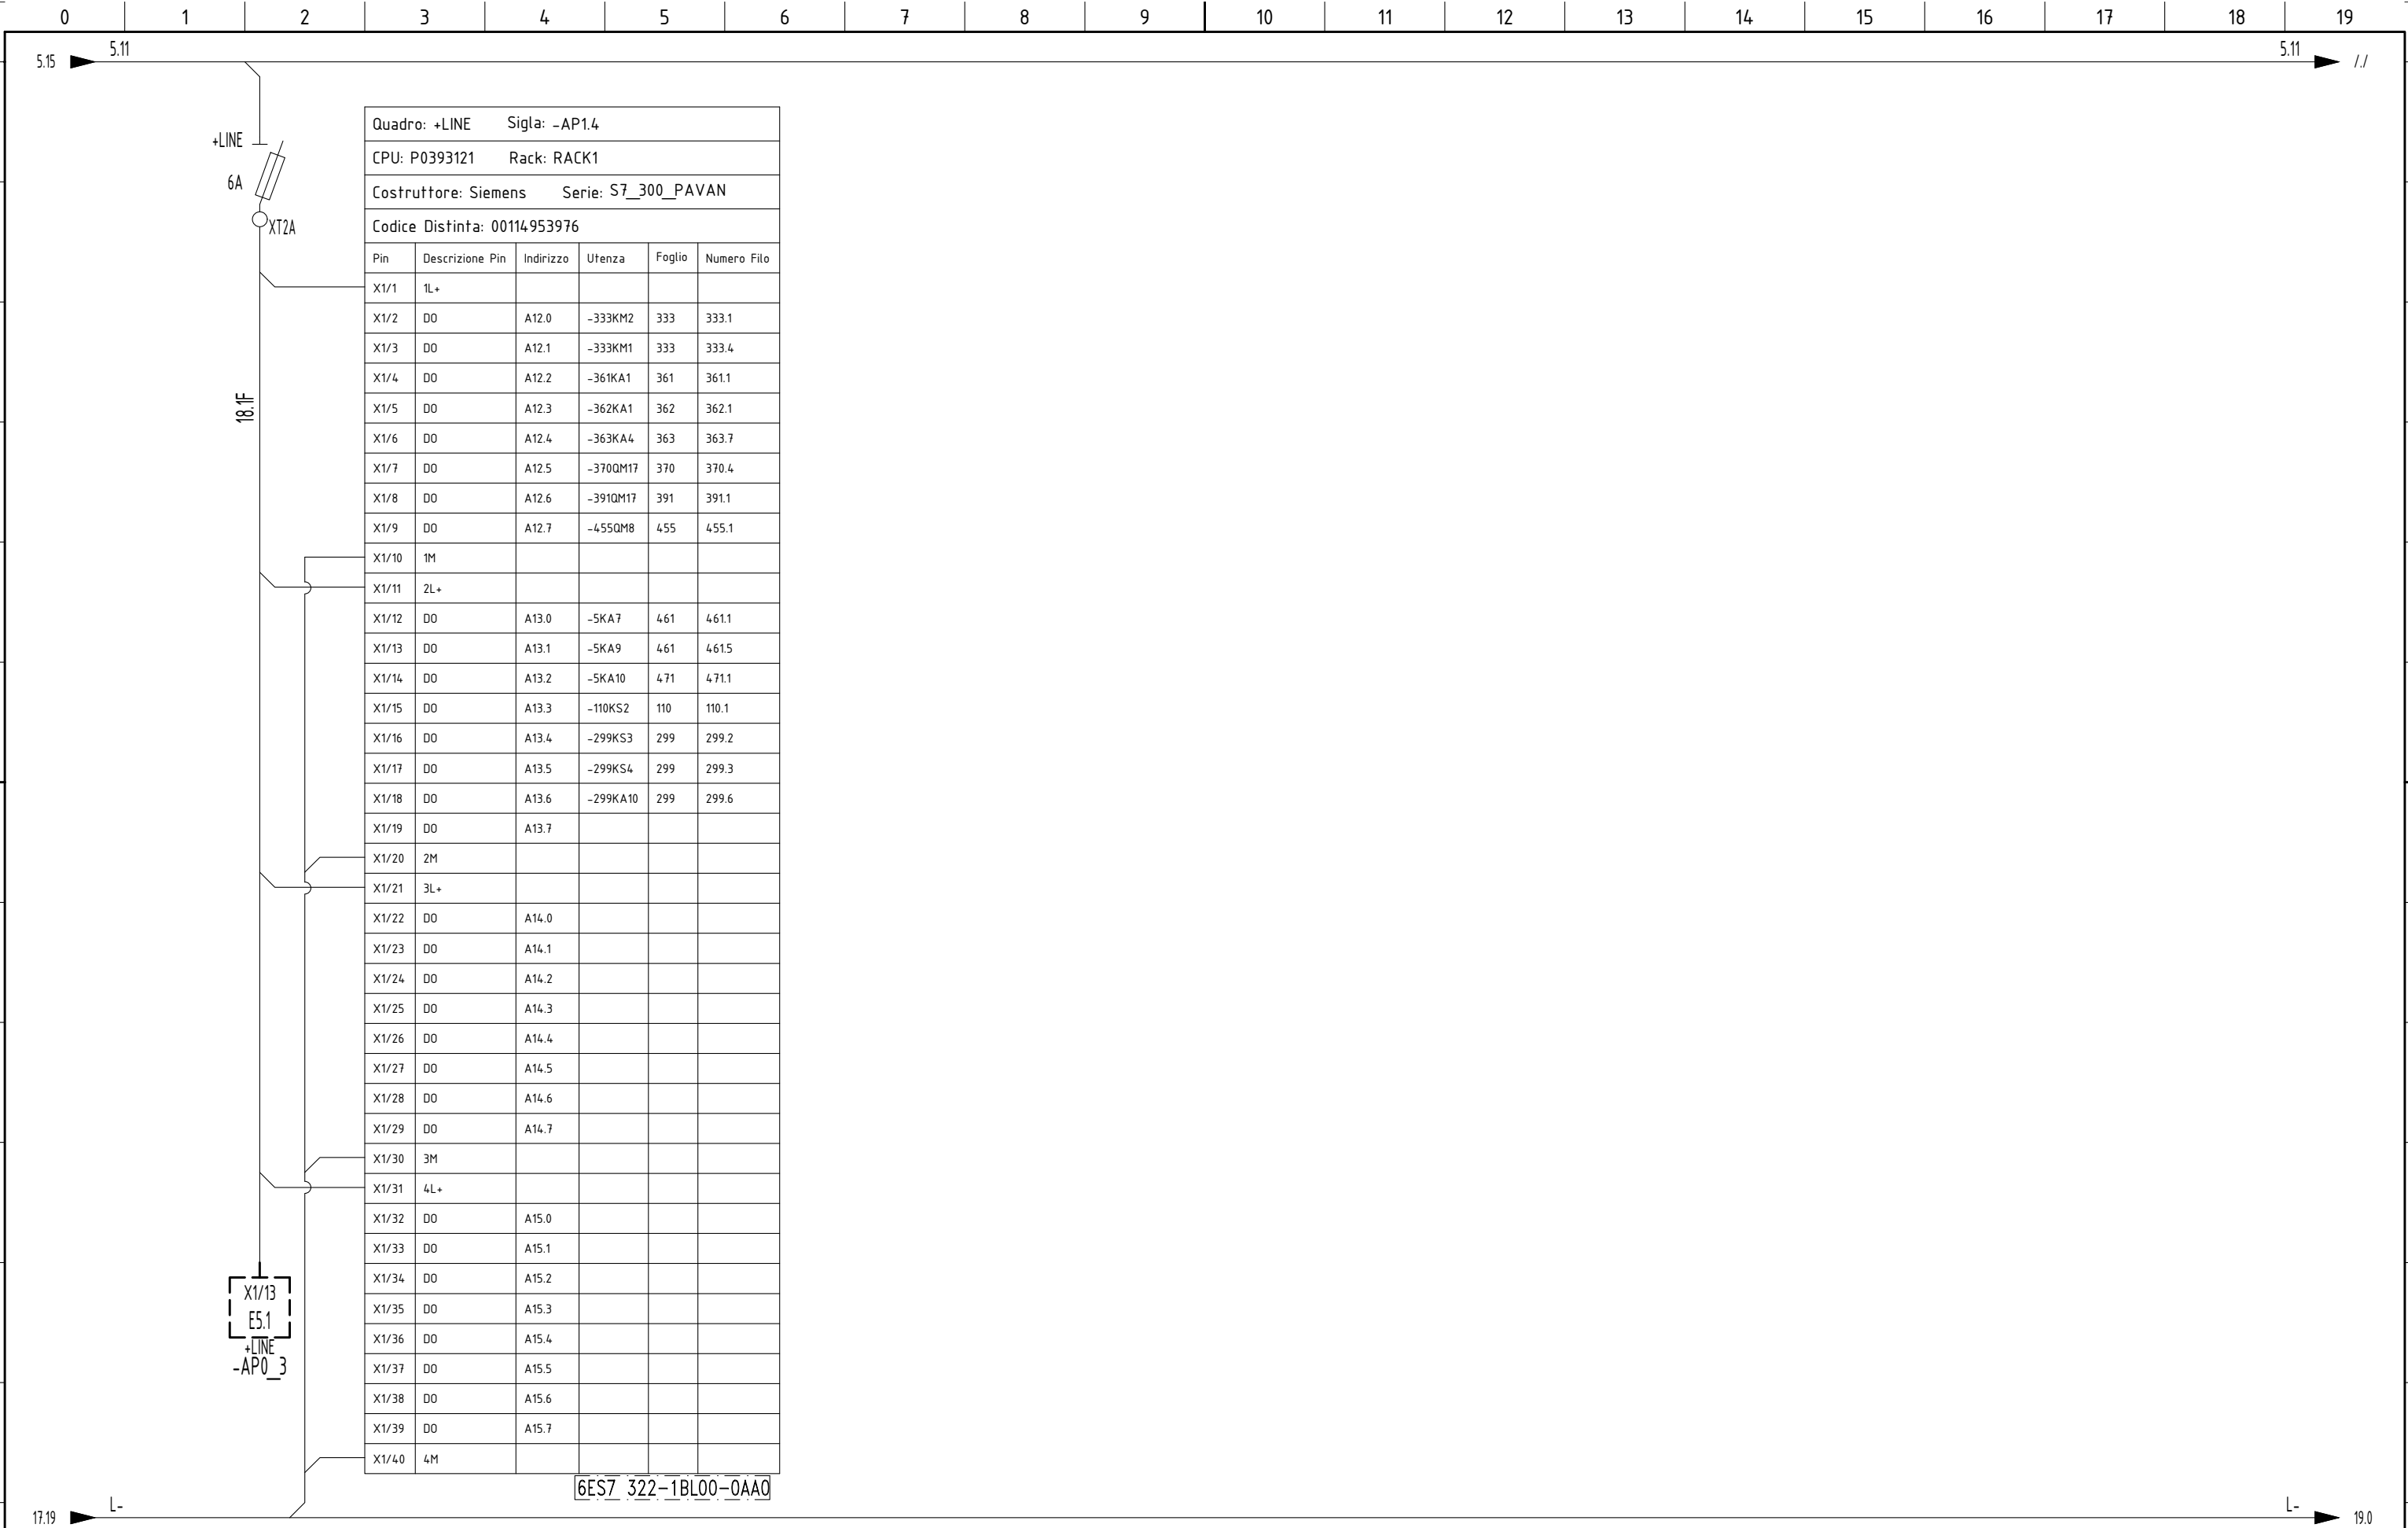 0 1 2 3 4 5 6 7 8 9 10 11 12 13 14 15 16 17 18 19
5.11 5.11
5.15 /./
Quadro: +LINE Sigla: -AP1.4
+LINE
CPU: P0393121 Rack: RACK1
6A
Costruttore: Siemens Serie: S7_300_PAVAN
XT2A
Codice Distinta: 00114953976
Pin Descrizione Pin Indirizzo Utenza Foglio Numero Filo
X1/1 1L+
X1/2 DO A12.0 -333KM2 333 333.1
X1/3 DO A12.1 -333KM1 333 333.4
X1/4 DO A12.2 -361KA1 361 361.1
18.1F
X1/5 DO A12.3 -362KA1 362 362.1
X1/6 DO A12.4 -363KA4 363 363.7
X1/7 DO A12.5 -370QM17 370 370.4
X1/8 DO A12.6 -391QM17 391 391.1
X1/9 DO A12.7 -455QM8 455 455.1
X1/10 1M
X1/11 2L+
X1/12 DO A13.0 -5KA7 461 461.1
X1/13 DO A13.1 -5KA9 461 461.5
X1/14 DO A13.2 -5KA10 471 471.1
X1/15 DO A13.3 -110KS2 110 110.1
X1/16 DO A13.4 -299KS3 299 299.2
X1/17 DO A13.5 -299KS4 299 299.3
X1/18 DO A13.6 -299KA10 299 299.6
X1/19 DO A13.7
X1/20 2M
X1/21 3L+
X1/22 DO A14.0
X1/23 DO A14.1
X1/24 DO A14.2
X1/25 DO A14.3
X1/26 DO A14.4
X1/27 DO A14.5
X1/28 DO A14.6
X1/29 DO A14.7
X1/30 3M
X1/31 4L+
X1/32 DO A15.0
X1/33 DO A15.1
X1/34 DO A15.2
X1/35 DO A15.3
X1/36 DO A15.4
X1/37 DO A15.5
X1/38 DO A15.6
X1/39 DO A15.7
X1/40 4M
X1/13
E5.1
+LINE
-AP0_3
6ES7 322-1BL00-0AA0
L- L-
17.19 19.0